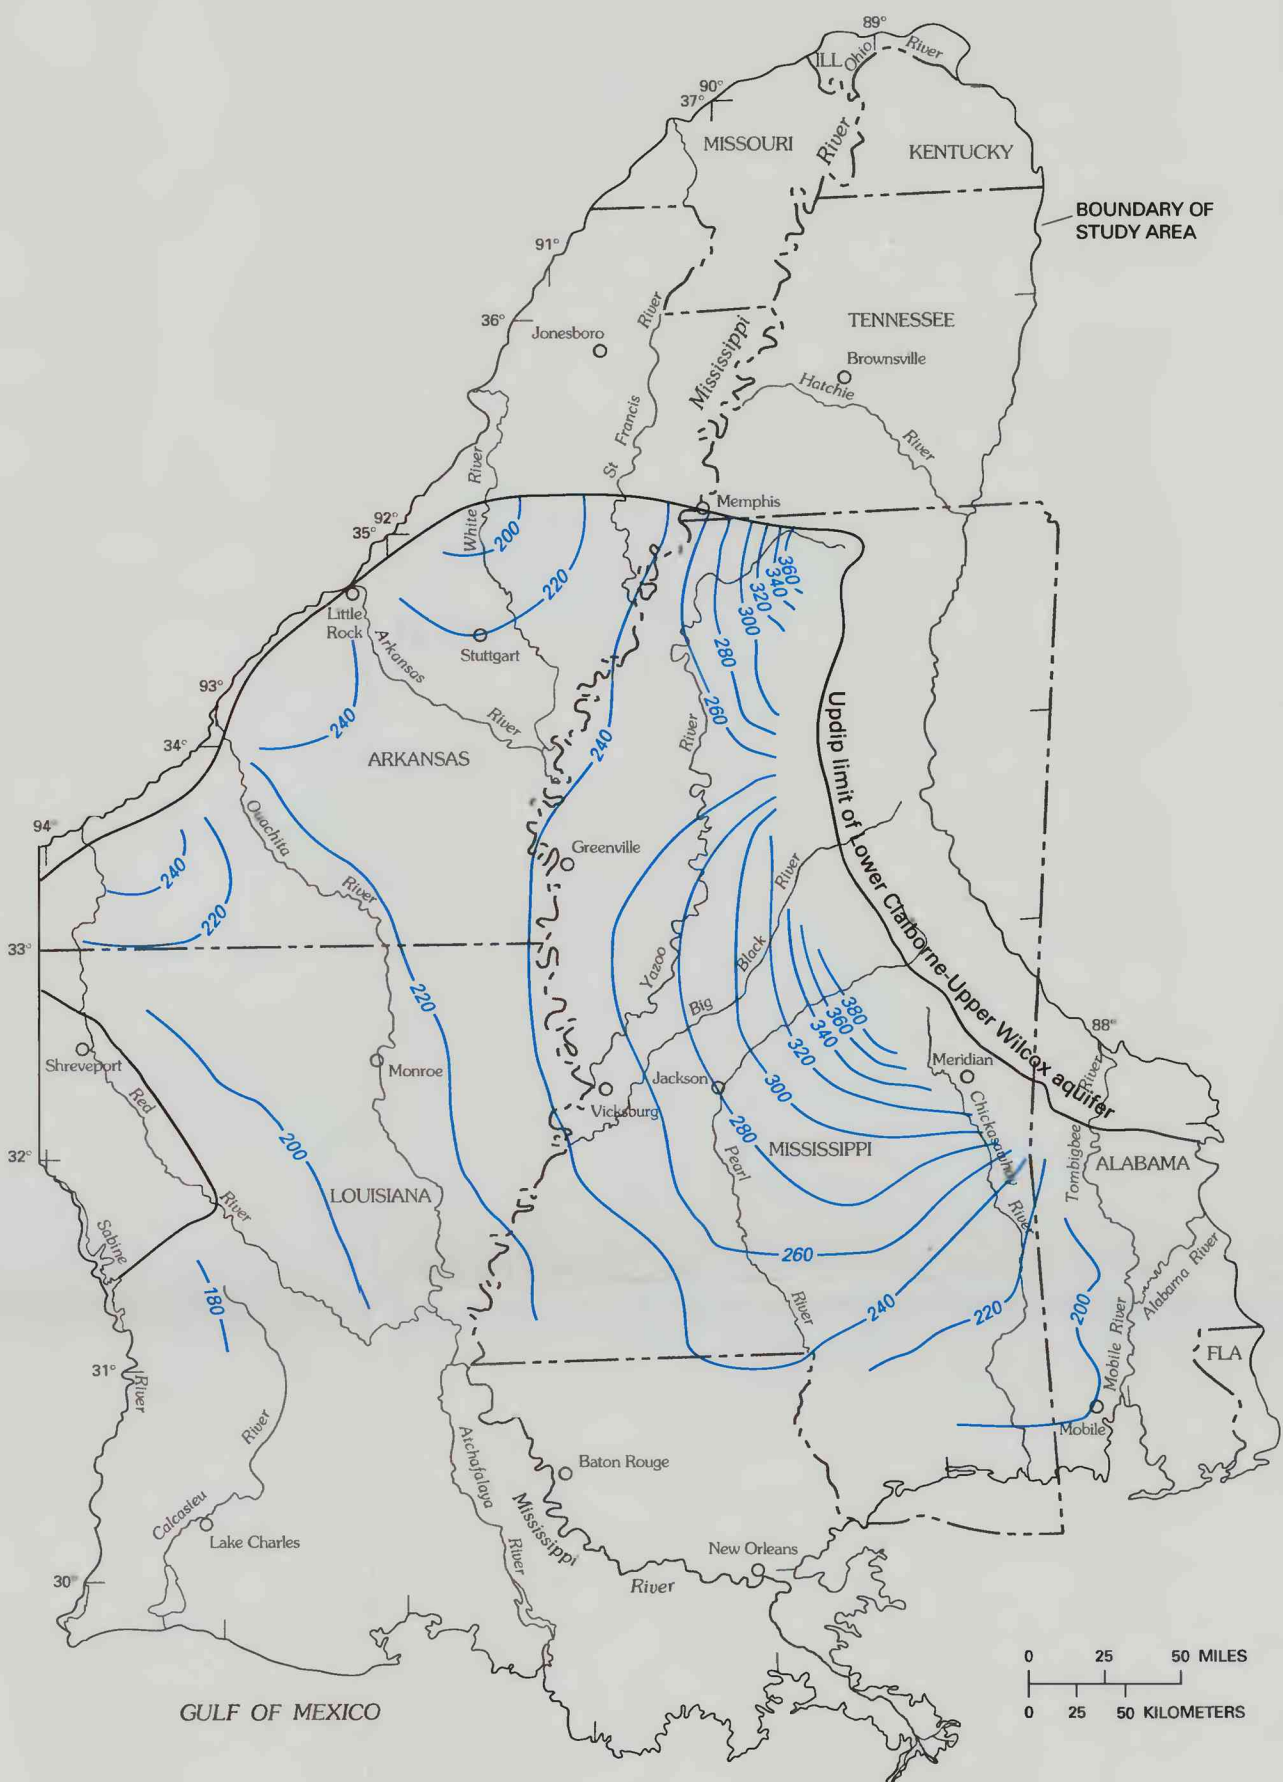 89°
ILL
Ohio
River
90°
37°
MISSOURI
River
KENTUCKY
BOUNDARY OF
STUDY AREA
91°
36°
Jonesboro
River
Mississippi
TENNESSEE
Brownsville
Hatchie
River
St Francis
River
White
Memphis
92°
35°
200
220
360
340
320
300
280
260
Little
Rock
Arkansas
River
Stuttgart
93°
34°
240
240
ARKANSAS
River
Updip limit of Lower Claiborne-Upper Wilcox aquifer
94°
Ouachita
River
Greenville
240
220
River
Black
Big
Yazoo
33°
220
380
360
340
320
300
280
88°
Shreveport
Red
River
Monroe
Vicksburg
Jackson
Meridian
Chickasawhay
River
River
Tombigbee
200
MISSISSIPPI
Pearl
River
ALABAMA
32°
LOUISIANA
Sabine
River
180
260
240
220
200
Alabama River
Mobile River
FLA
31°
River
Calcasieu
Atchafalaya
River
Mobile
Baton Rouge
Mississippi
River
Lake Charles
New Orleans
30°
0 25 50 MILES
0 25 50 KILOMETERS
GULF OF MEXICO